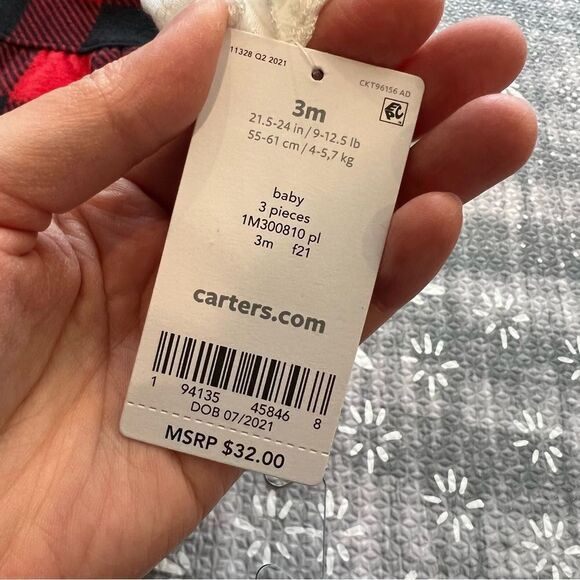 11328 Q2 2021
CKT96156 AD
3m
21.5-24 in / 9-12.5 lb
55-61 cm / 4-5,7 kg
baby
3 pieces
1M300810 pl
3m f21
carters.com
1 94135 45846 8
DOB 07/2021
MSRP $32.00